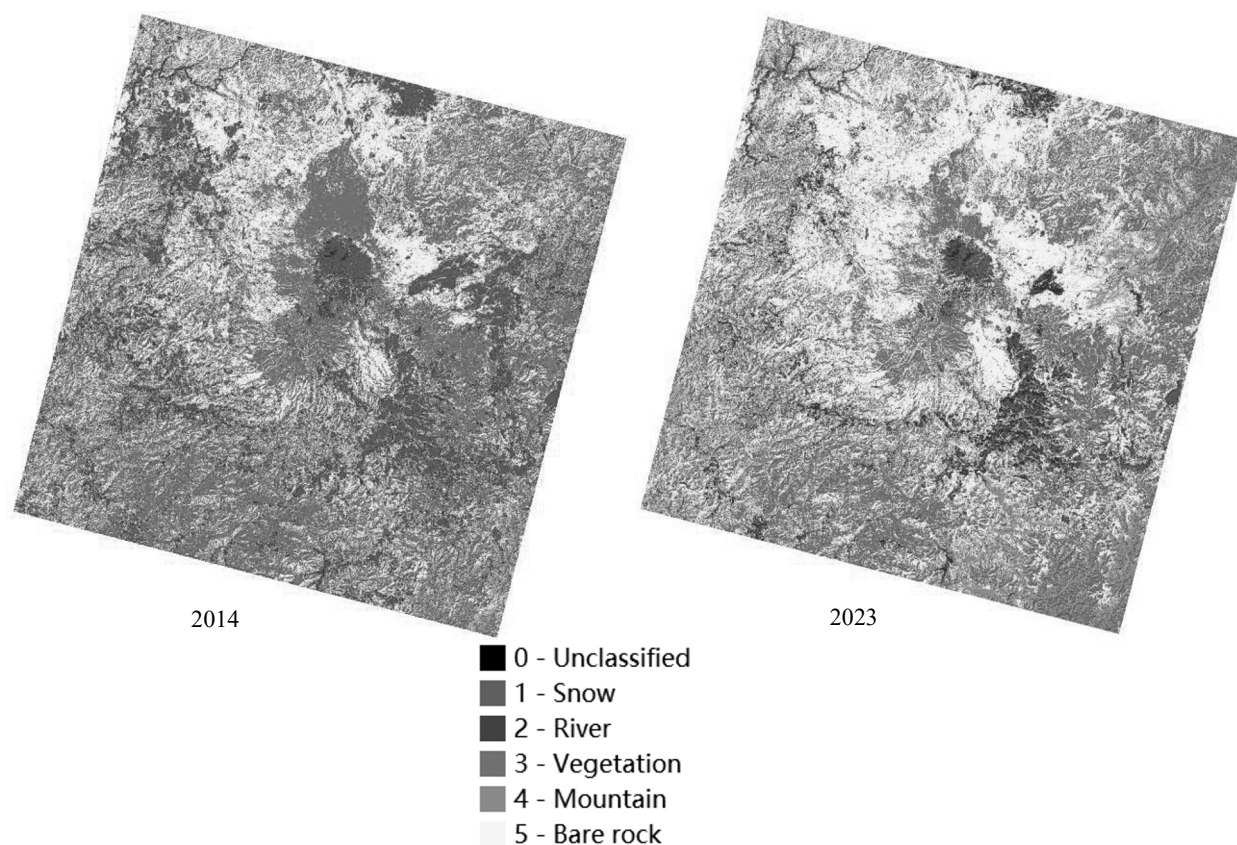 2014
2023
0 - Unclassified
1 - Snow
2 - River
3 - Vegetation
4 - Mountain
5 - Bare rock